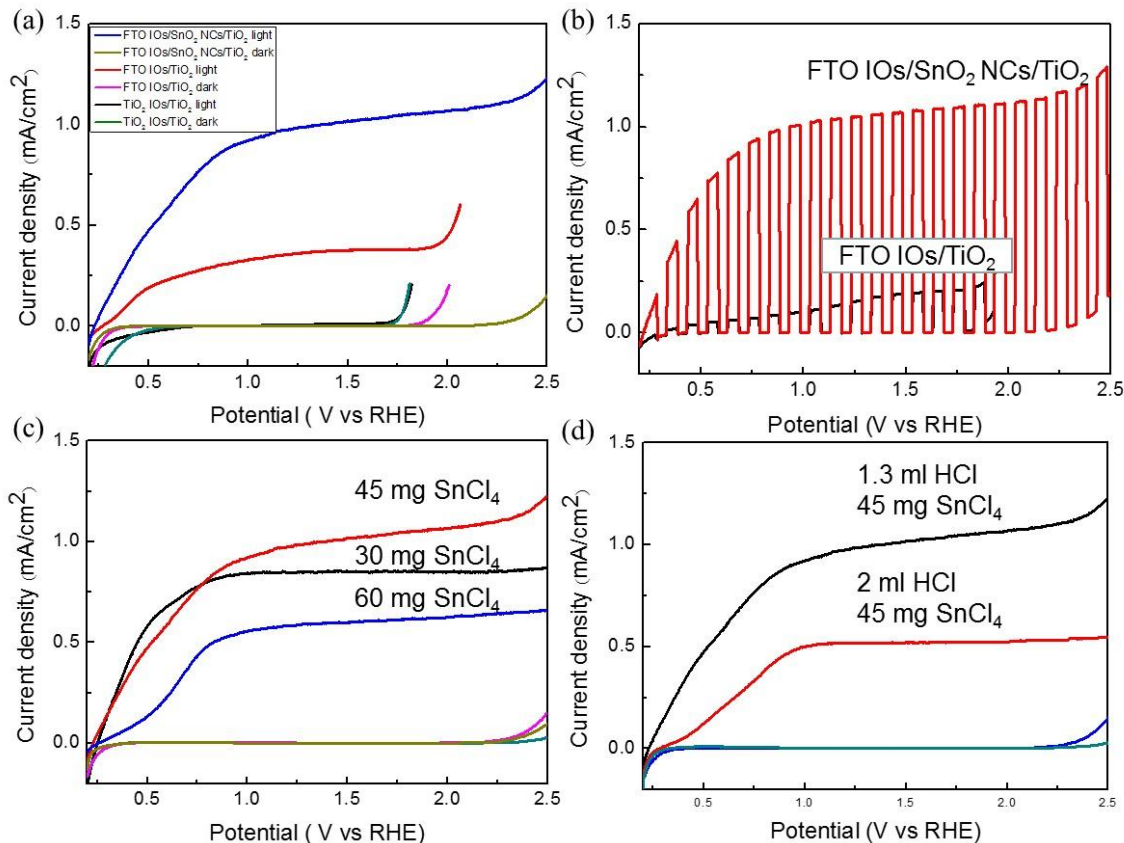 (a)
1.5
1.0
0.5
0.0
Current density (mA/cm²)
FTO IOs/SnO₂ NCs/TiO₂ light
FTO IOs/SnO₂ NCs/TiO₂ dark
FTO IOs/TiO₂ light
FTO IOs/TiO₂ dark
TiO₂ IOs/TiO₂ light
TiO₂ IOs/TiO₂ dark
0.5 1.0 1.5 2.0 2.5
Potential ( V vs RHE)
(b)
1.5
1.0
0.5
0.0
Current density (mA/cm²)
FTO IOs/SnO₂ NCs/TiO₂
FTO IOs/TiO₂
0.5 1.0 1.5 2.0 2.5
Potential (V vs RHE)
(c)
1.5
1.0
0.5
0.0
Current density (mA/cm²)
45 mg SnCl₄
30 mg SnCl₄
60 mg SnCl₄
0.5 1.0 1.5 2.0 2.5
Potential ( V vs RHE)
(d)
1.5
1.0
0.5
0.0
Current density (mA/cm²)
1.3 ml HCl
45 mg SnCl₄
2 ml HCl
45 mg SnCl₄
0.5 1.0 1.5 2.0 2.5
Potential (V vs RHE)